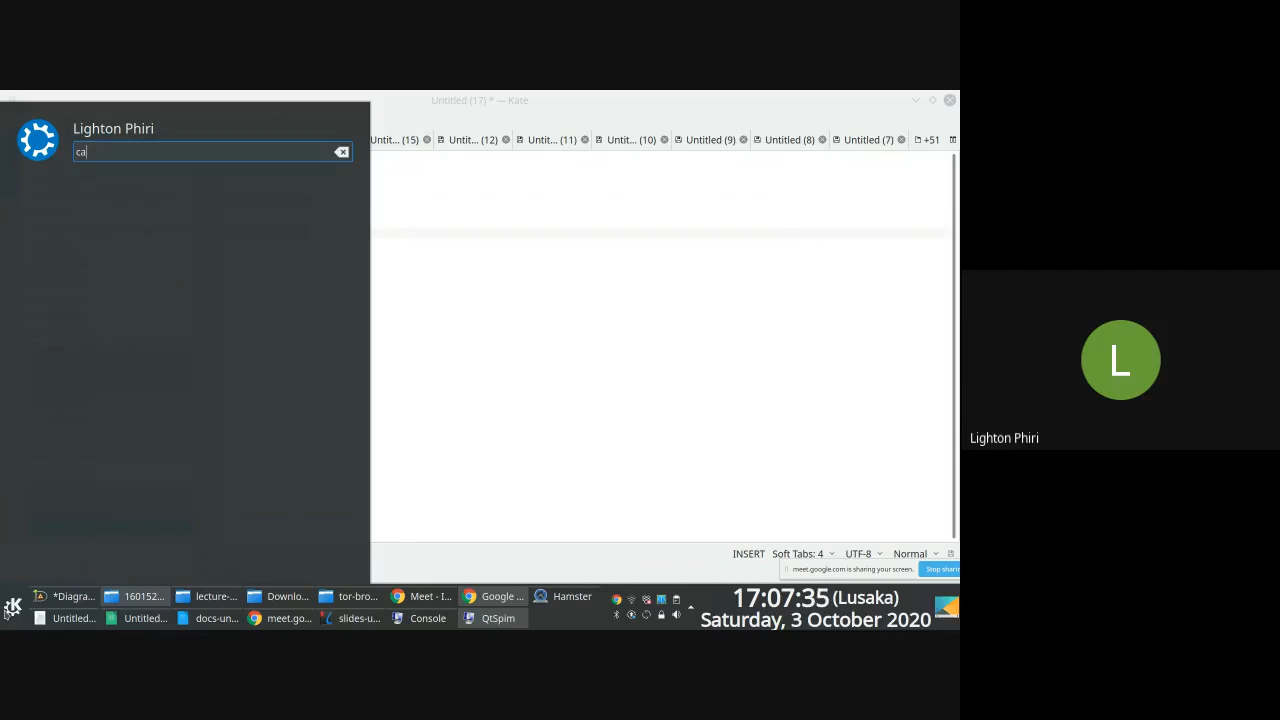 Untitled (17) * — Kate
Lighton Phiri
ca
Untit... (15) Untit... (12) Untit... (11) Untit... (10) Untitled (9) Untitled (8) Untitled (7) +51
L
Lighton Phiri
INSERT Soft Tabs: 4 UTF-8 Normal
meet.google.com is sharing your screen. Stop sharin
*Diagra... 160152... lecture-... Downlo... tor-bro... Meet - I... Google ... Hamster
17:07:35 (Lusaka)
Untitled... Untitled... docs-un... meet.go... slides-u... Console QtSpim
Saturday, 3 October 2020